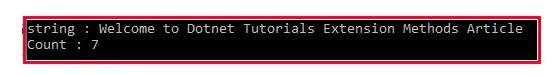 string : Welcome to Dotnet Tutorials Extension Methods Article
Count : 7